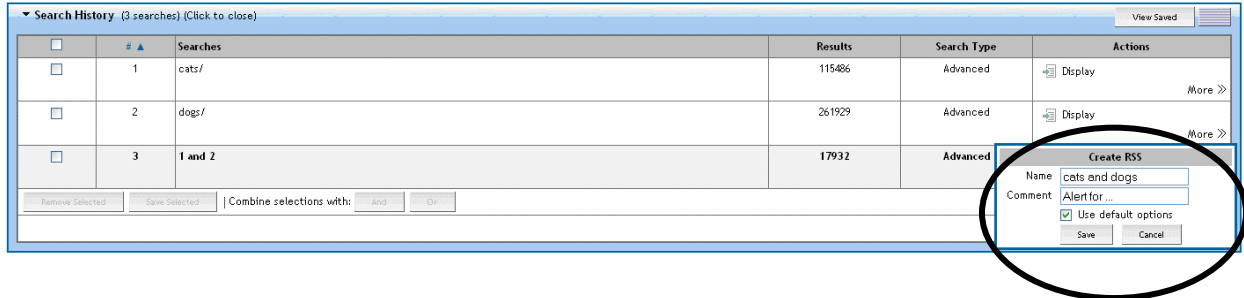 ▼ Search History (3 searches) (Click to close) View Saved
# ▲ Searches Results Search Type Actions
1 cats/ 115486 Advanced Display
More ≫
2 dogs/ 261929 Advanced Display
More ≫
3 1 and 2 17932 Advanced
Create RSS
Name cats and dogs
Comment Alert for ...
Use default options
Save Cancel
Remove Selected Save Selected | Combine selections with: And Or